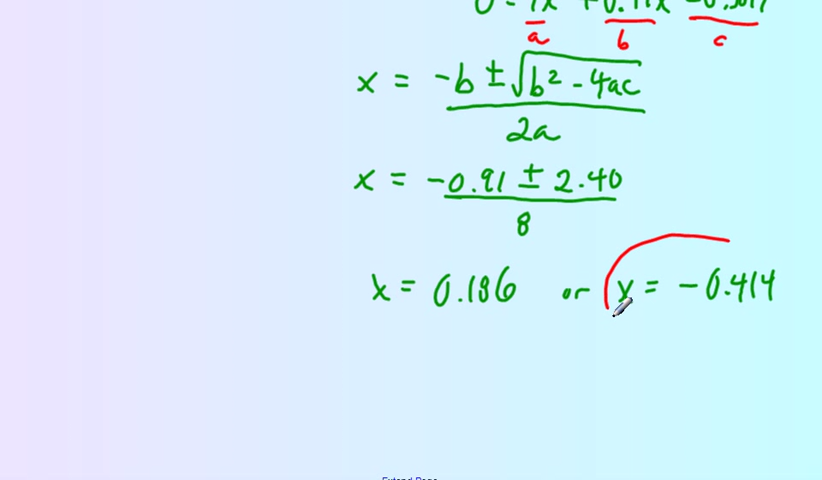 a b c
x = -b ± √b² - 4ac
2a
x = -0.91 ± 2.40
8
x = 0.186 or x = -0.414